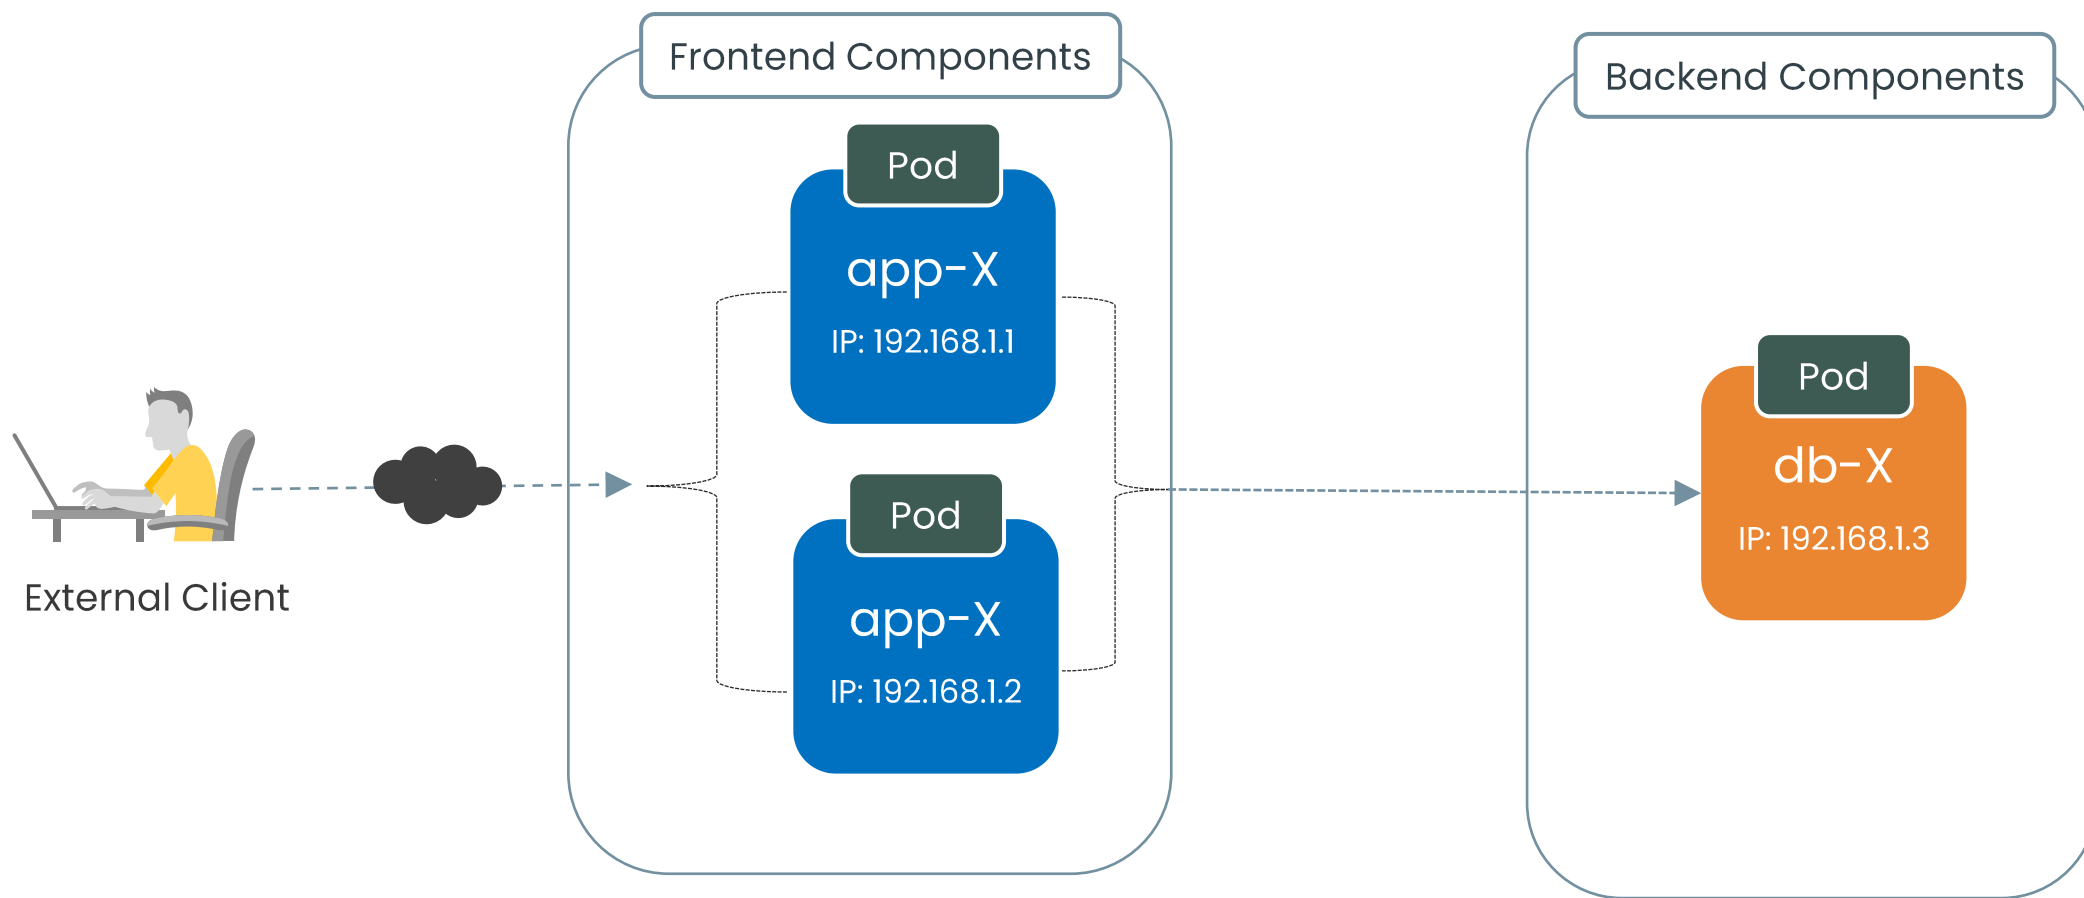 Frontend Components
Backend Components
Pod
app-X
IP: 192.168.1.1
Pod
app-X
IP: 192.168.1.2
Pod
db-X
IP: 192.168.1.3
External Client